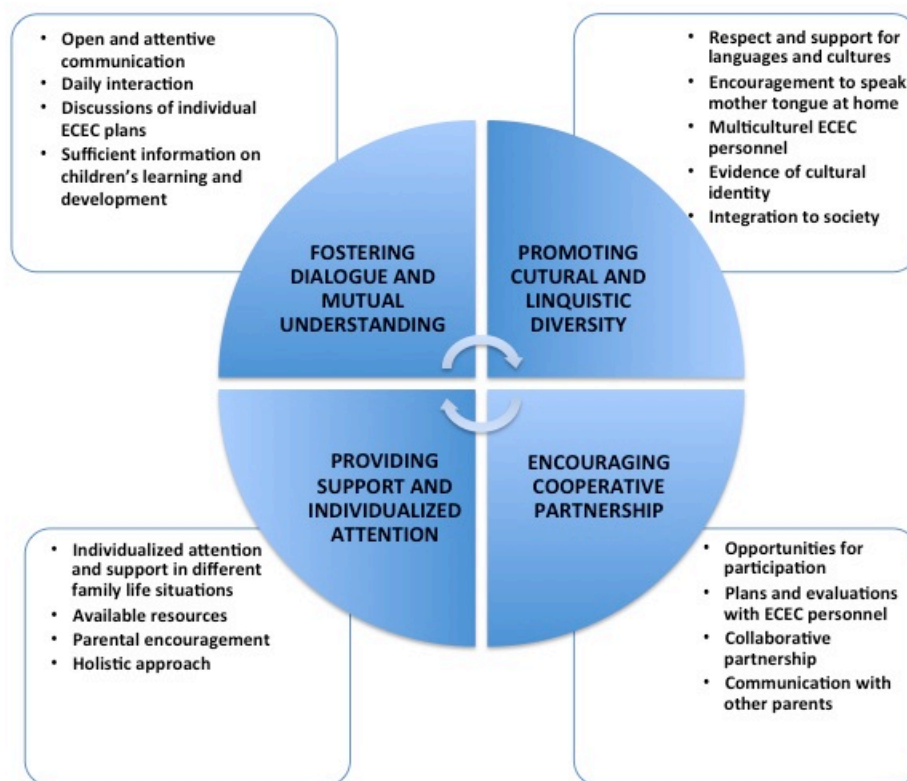 • Open and attentive
communication
• Daily interaction
• Discussions of individual
ECEC plans
• Sufficient information on
children's learning and
development
• Respect and support for
languages and cultures
• Encouragement to speak
mother tongue at home
• Multiculturel ECEC
personnel
• Evidence of cultural
identity
• Integration to society
FOSTERING
DIALOGUE AND
MUTUAL
UNDERSTANDING
PROMOTING
CUTURAL AND
LINQUISTIC
DIVERSITY
PROVIDING
SUPPORT AND
INDIVIDUALIZED
ATTENTION
ENCOURAGING
COOPERATIVE
PARTNERSHIP
• Individualized attention
and support in different
family life situations
• Available resources
• Parental encouragement
• Holistic approach
• Opportunities for
participation
• Plans and evaluations
with ECEC personnel
• Collaborative
partnership
• Communication with
other parents